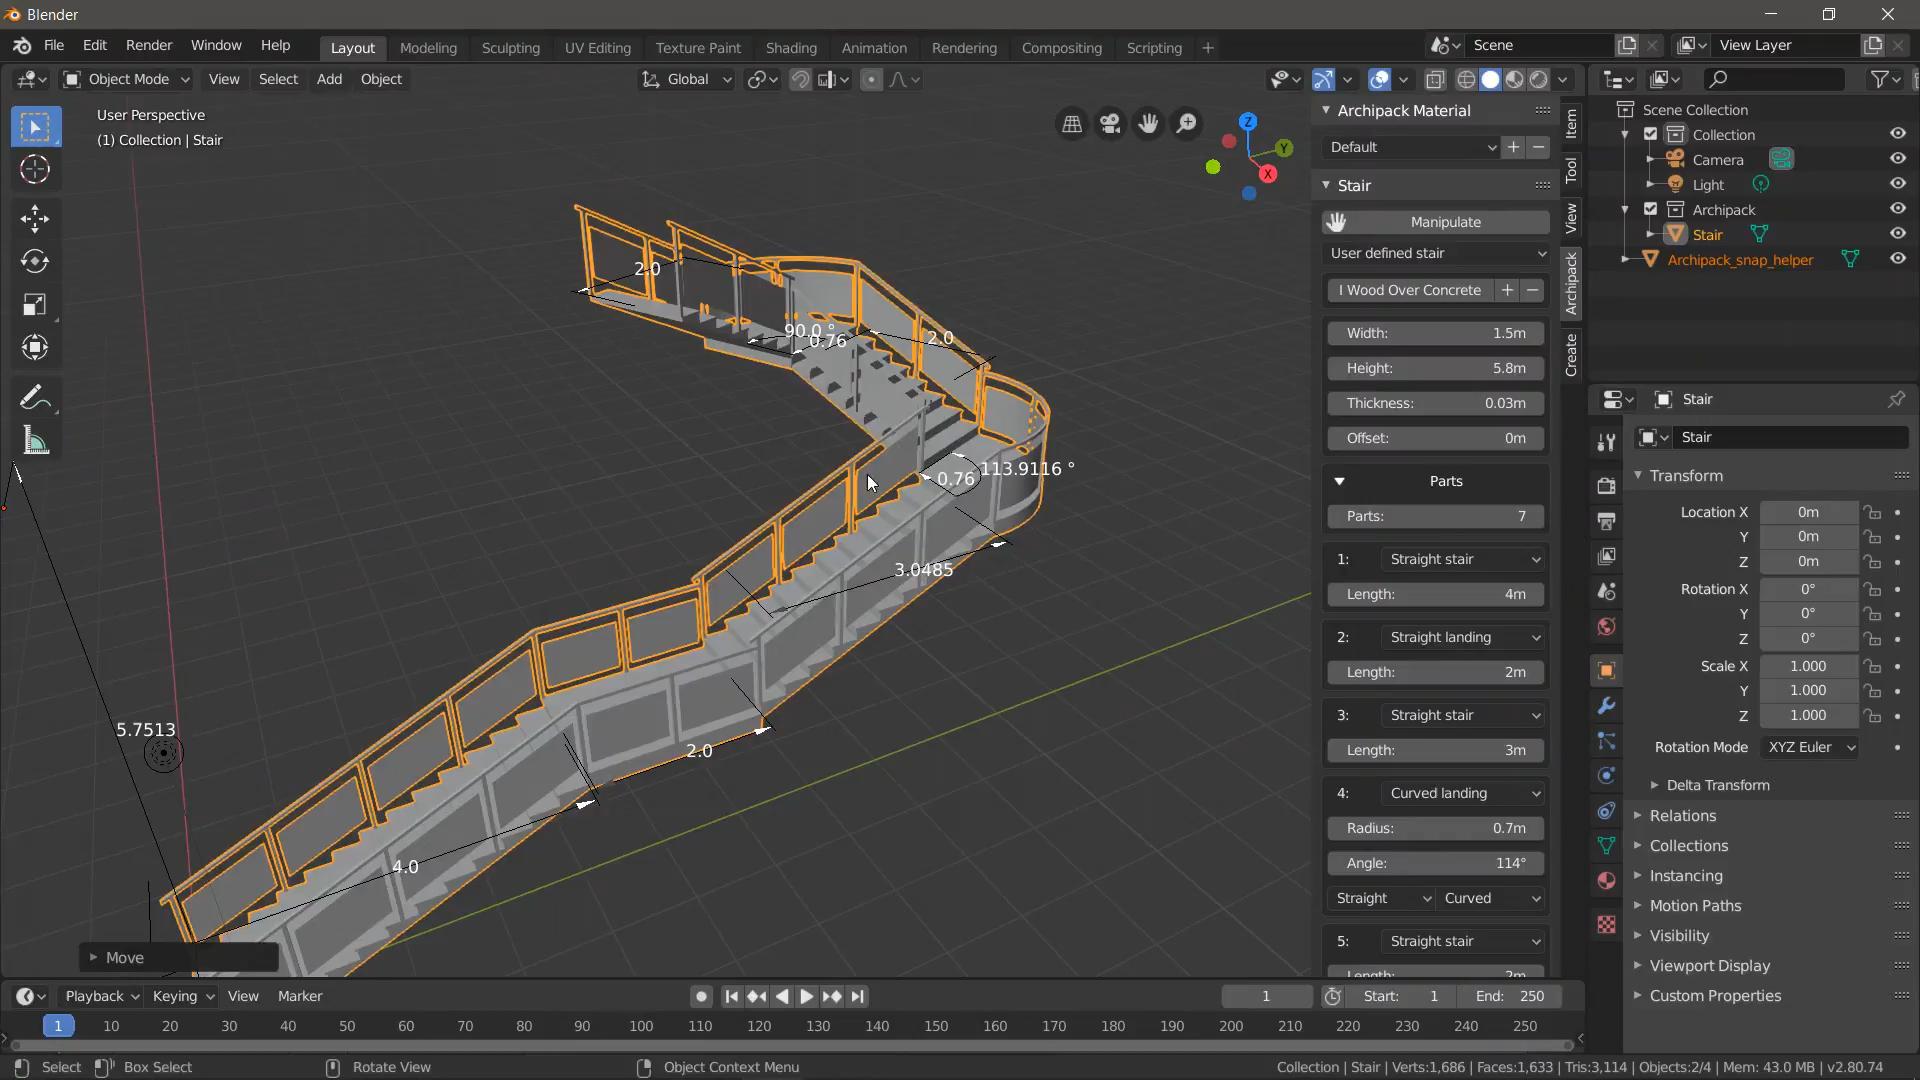 Blender
File Edit Render Window Help
Layout Modeling Sculpting UV Editing Texture Paint Shading Animation Rendering Compositing Scripting +
Scene
View Layer
Object Mode View Select Add Object
Global
User Perspective
(1) Collection | Stair
Z
Y
X
2.0
90.0 °
0.76
2.0
0.76
113.9116 °
3.0485
5.7513
2.0
4.0
Move
Archipack Material
Default
Stair
Manipulate
User defined stair
l Wood Over Concrete
Width: 1.5m
Height: 5.8m
Thickness: 0.03m
Offset: 0m
Parts
Parts: 7
1: Straight stair
Length: 4m
2: Straight landing
Length: 2m
3: Straight stair
Length: 3m
4: Curved landing
Radius: 0.7m
Angle: 114°
Straight Curved
5: Straight stair
Length: 2m
Item
Tool
View
Archipack
Create
Scene Collection
Collection
Camera
Light
Archipack
Stair
Archipack_snap_helper
Stair
Stair
Transform
Location X 0m
Y 0m
Z 0m
Rotation X 0°
Y 0°
Z 0°
Scale X 1.000
Y 1.000
Z 1.000
Rotation Mode XYZ Euler
Delta Transform
Relations
Collections
Instancing
Motion Paths
Visibility
Viewport Display
Custom Properties
Playback Keying View Marker
1
Start: 1
End: 250
1 10 20 30 40 50 60 70 80 90 100 110 120 130 140 150 160 170 180 190 200 210 220 230 240 250
Select Box Select Rotate View Object Context Menu
Collection | Stair | Verts:1,686 | Faces:1,633 | Tris:3,114 | Objects:2/4 | Mem: 43.0 MB | v2.80.74